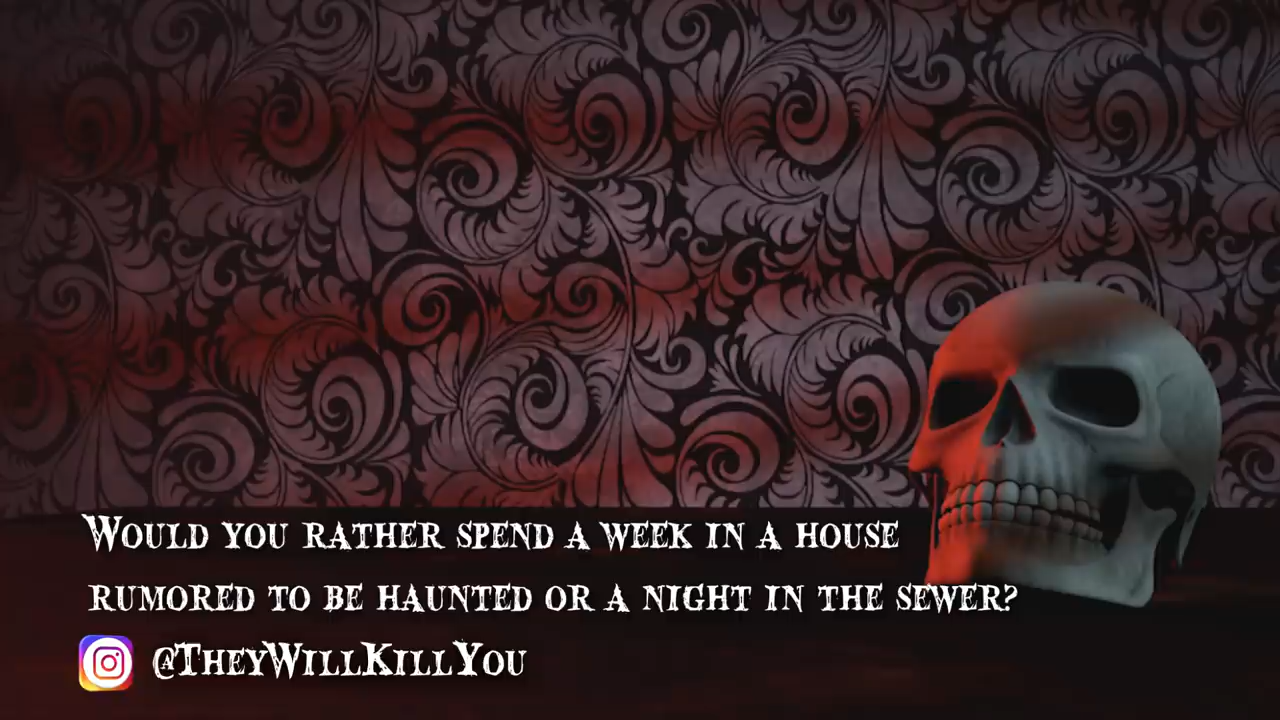 Would you rather spend a week in a house
rumored to be haunted or a night in the sewer?
@TheyWillKillYou